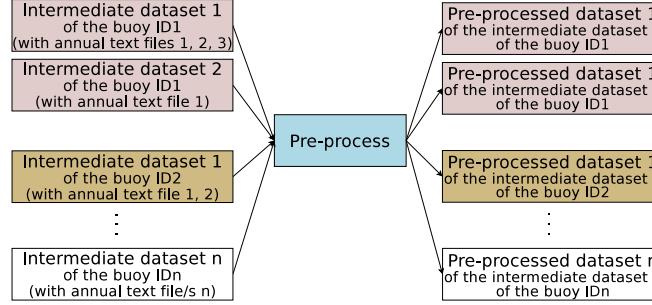 Intermediate dataset 1
of the buoy ID1
(with annual text files 1, 2, 3)
Intermediate dataset 2
of the buoy ID1
(with annual text file 1)
Intermediate dataset 1
of the buoy ID2
(with annual text file 1, 2)
Intermediate dataset n
of the buoy IDn
(with annual text file/s n)
Pre-process
Pre-processed dataset 1
of the intermediate dataset
of the buoy ID1
Pre-processed dataset 1
of the intermediate dataset
of the buoy ID1
Pre-processed dataset 1
of the intermediate dataset
of the buoy ID2
Pre-processed dataset n
of the intermediate dataset
of the buoy IDn